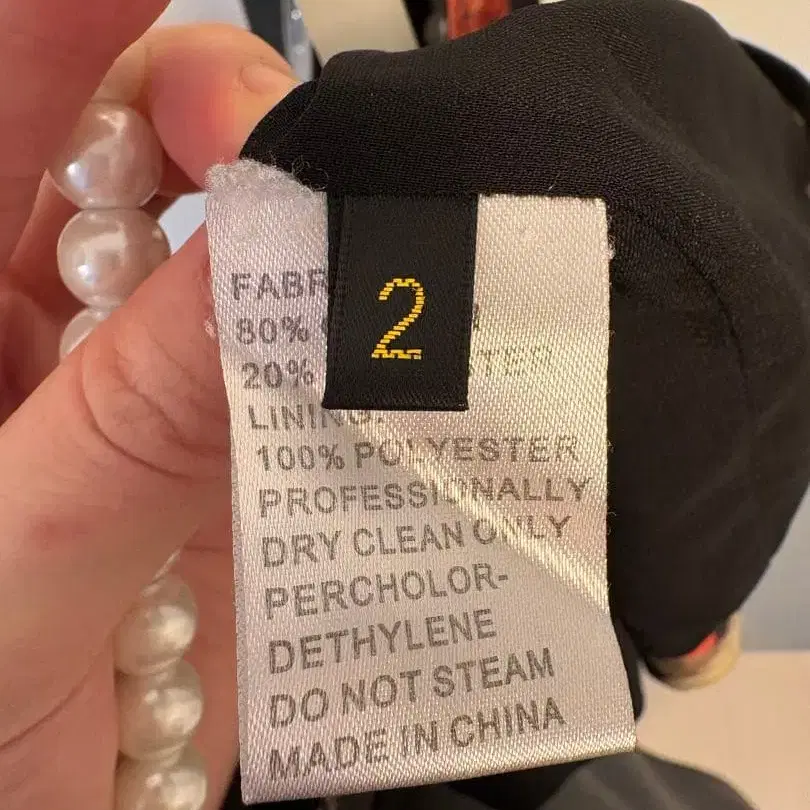 2
FABR
80%
20% STER
LINING:
100% POLYESTER
PROFESSIONALLY
DRY CLEAN ONLY
PERCHOLOR-
DETHYLENE
DO NOT STEAM
MADE IN CHINA